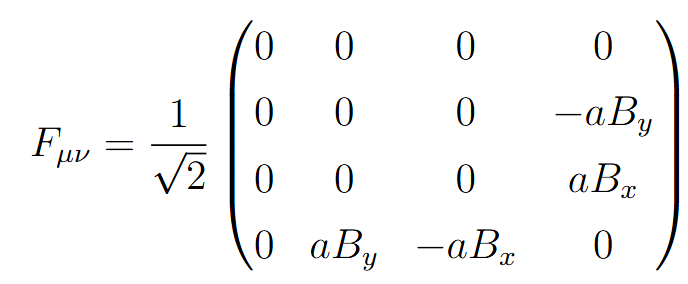 F_{\mu\nu} = \frac{1}{\sqrt{2}} \begin{pmatrix} 0 & 0 & 0 & 0 \\ 0 & 0 & 0 & -aB_y \\ 0 & 0 & 0 & aB_x \\ 0 & aB_y & -aB_x & 0 \end{pmatrix}